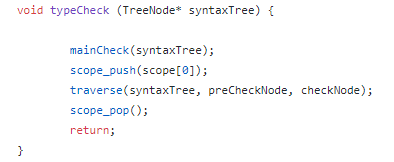 void typeCheck (TreeNode* syntaxTree) {
mainCheck(syntaxTree);
scope_push(scope[0]);
traverse(syntaxTree, preCheckNode, checkNode);
scope_pop();
return;
}